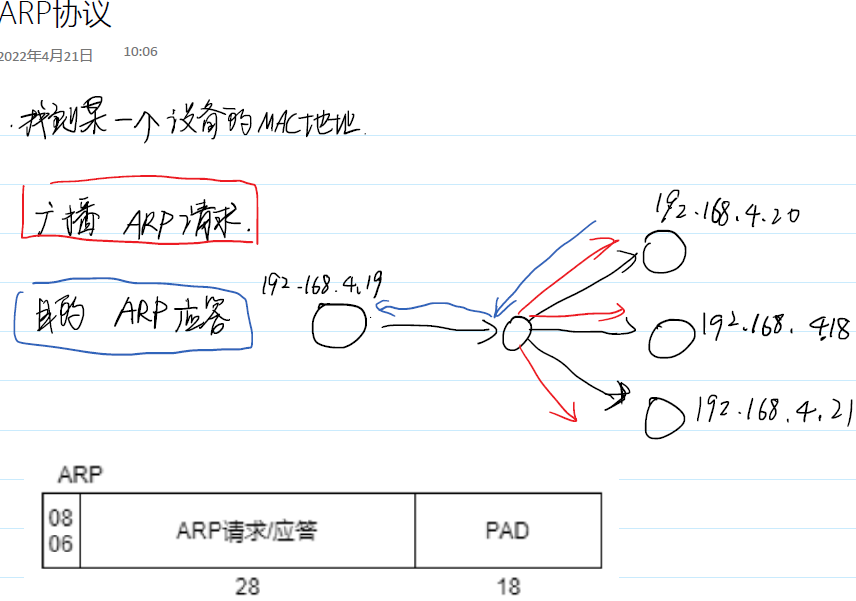 ARP协议
2022年4月21日 10:06
. 找到某一个设备的MAC地址.
广播 ARP请求.
目的 ARP应答
192.168.4.19
192.168.4.20
192.168.4.18
192.168.4.21
ARP
08
06
ARP请求/应答
PAD
28
18